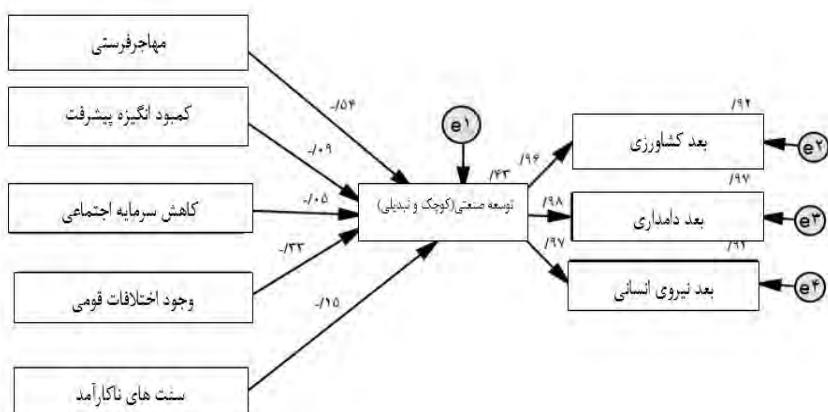 مهاجرفرستی
کمبود انگیزه پیشرفت
کاهش سرمایه اجتماعی
وجود اختلافات قومی
سنت های ناکارآمد
-/۵۴
-/۰۹
-/۰۵
-/۳۳
-/۱۵
e۱
/۴۳
توسعه صنعتی(کوچک و تبدیلی)
/۹۶
/۹۸
/۹۷
/۹۲
بعد کشاورزی
e۲
/۹۷
بعد دامداری
e۳
بعد نیروی انسانی
e۴